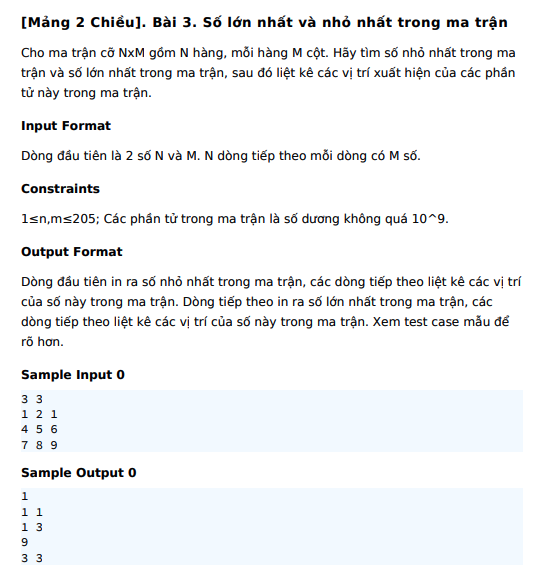 [Mảng 2 Chiều]. Bài 3. Số lớn nhất và nhỏ nhất trong ma trận
Cho ma trận cỡ NxM gồm N hàng, mỗi hàng M cột. Hãy tìm số nhỏ nhất trong ma
trận và số lớn nhất trong ma trận, sau đó liệt kê các vị trí xuất hiện của các phần
tử này trong ma trận.
Input Format
Dòng đầu tiên là 2 số N và M. N dòng tiếp theo mỗi dòng có M số.
Constraints
1≤n,m≤205; Các phần tử trong ma trận là số dương không quá 10^9.
Output Format
Dòng đầu tiên in ra số nhỏ nhất trong ma trận, các dòng tiếp theo liệt kê các vị trí
của số này trong ma trận. Dòng tiếp theo in ra số lớn nhất trong ma trận, các
dòng tiếp theo liệt kê các vị trí của số này trong ma trận. Xem test case mẫu để
rõ hơn.
Sample Input 0
3 3
1 2 1
4 5 6
7 8 9
Sample Output 0
1
1 1
1 3
9
3 3